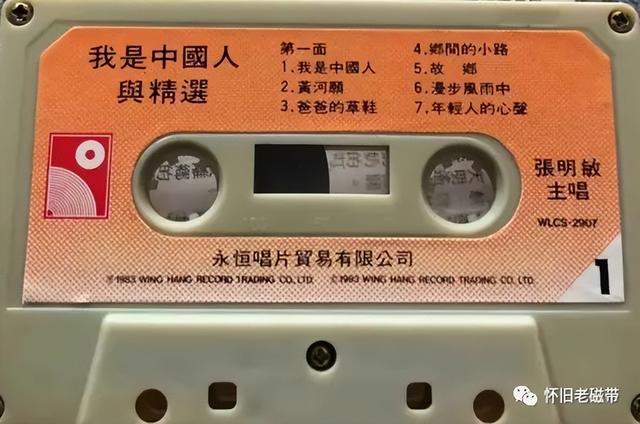 我是中國人
與精選
第一面
1.我是中國人
2.黃河願
3.爸爸的草鞋
4.鄉間的小路
5.故鄉
6.漫步風雨中
7.年輕人的心聲
張明敏
主唱
WLCS-2907
永恒唱片貿易有限公司
℗1983 WING HANG RECORD TRADING CO., LTD. ©1983 WING HANG RECORD TRADING CO. LTD.
1
怀旧老磁带